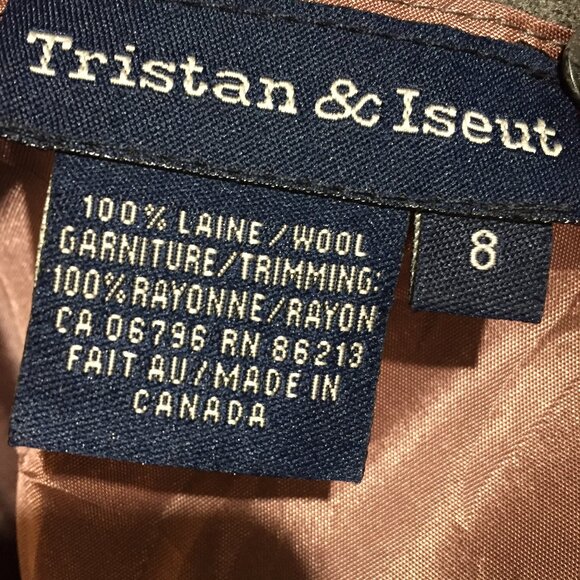 Tristan & Iseut
100% LAINE/WOOL
GARNITURE/TRIMMING:
100% RAYONNE/RAYON
CA 06796 RN 86213
FAIT AU/MADE IN
CANADA
8